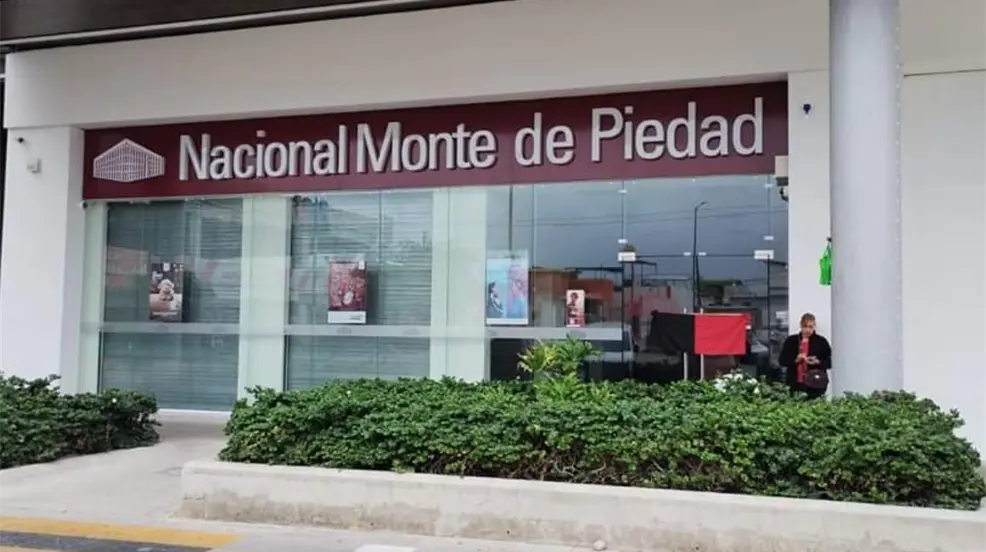 Nacional Monte de Piedad